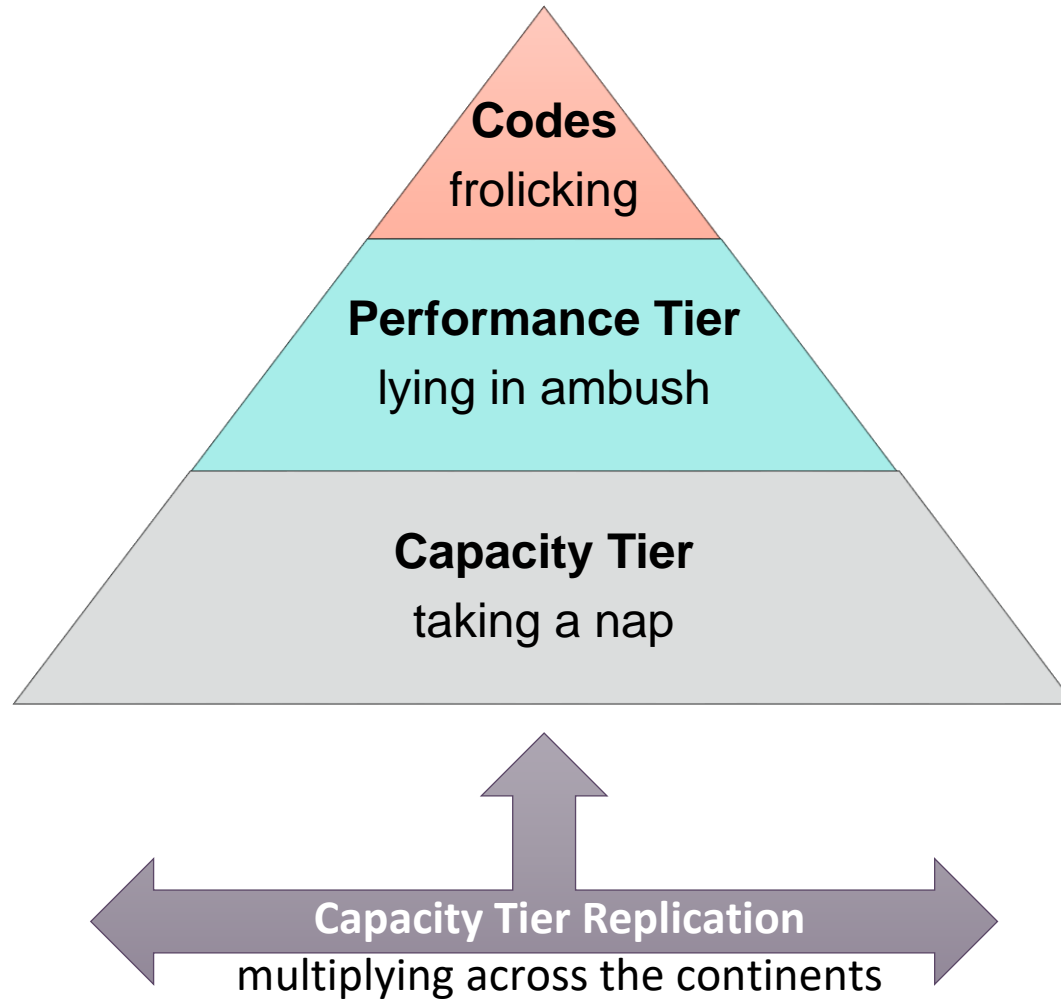 Codes
frolicking
Performance Tier
lying in ambush
Capacity Tier
taking a nap
Capacity Tier Replication
multiplying across the continents